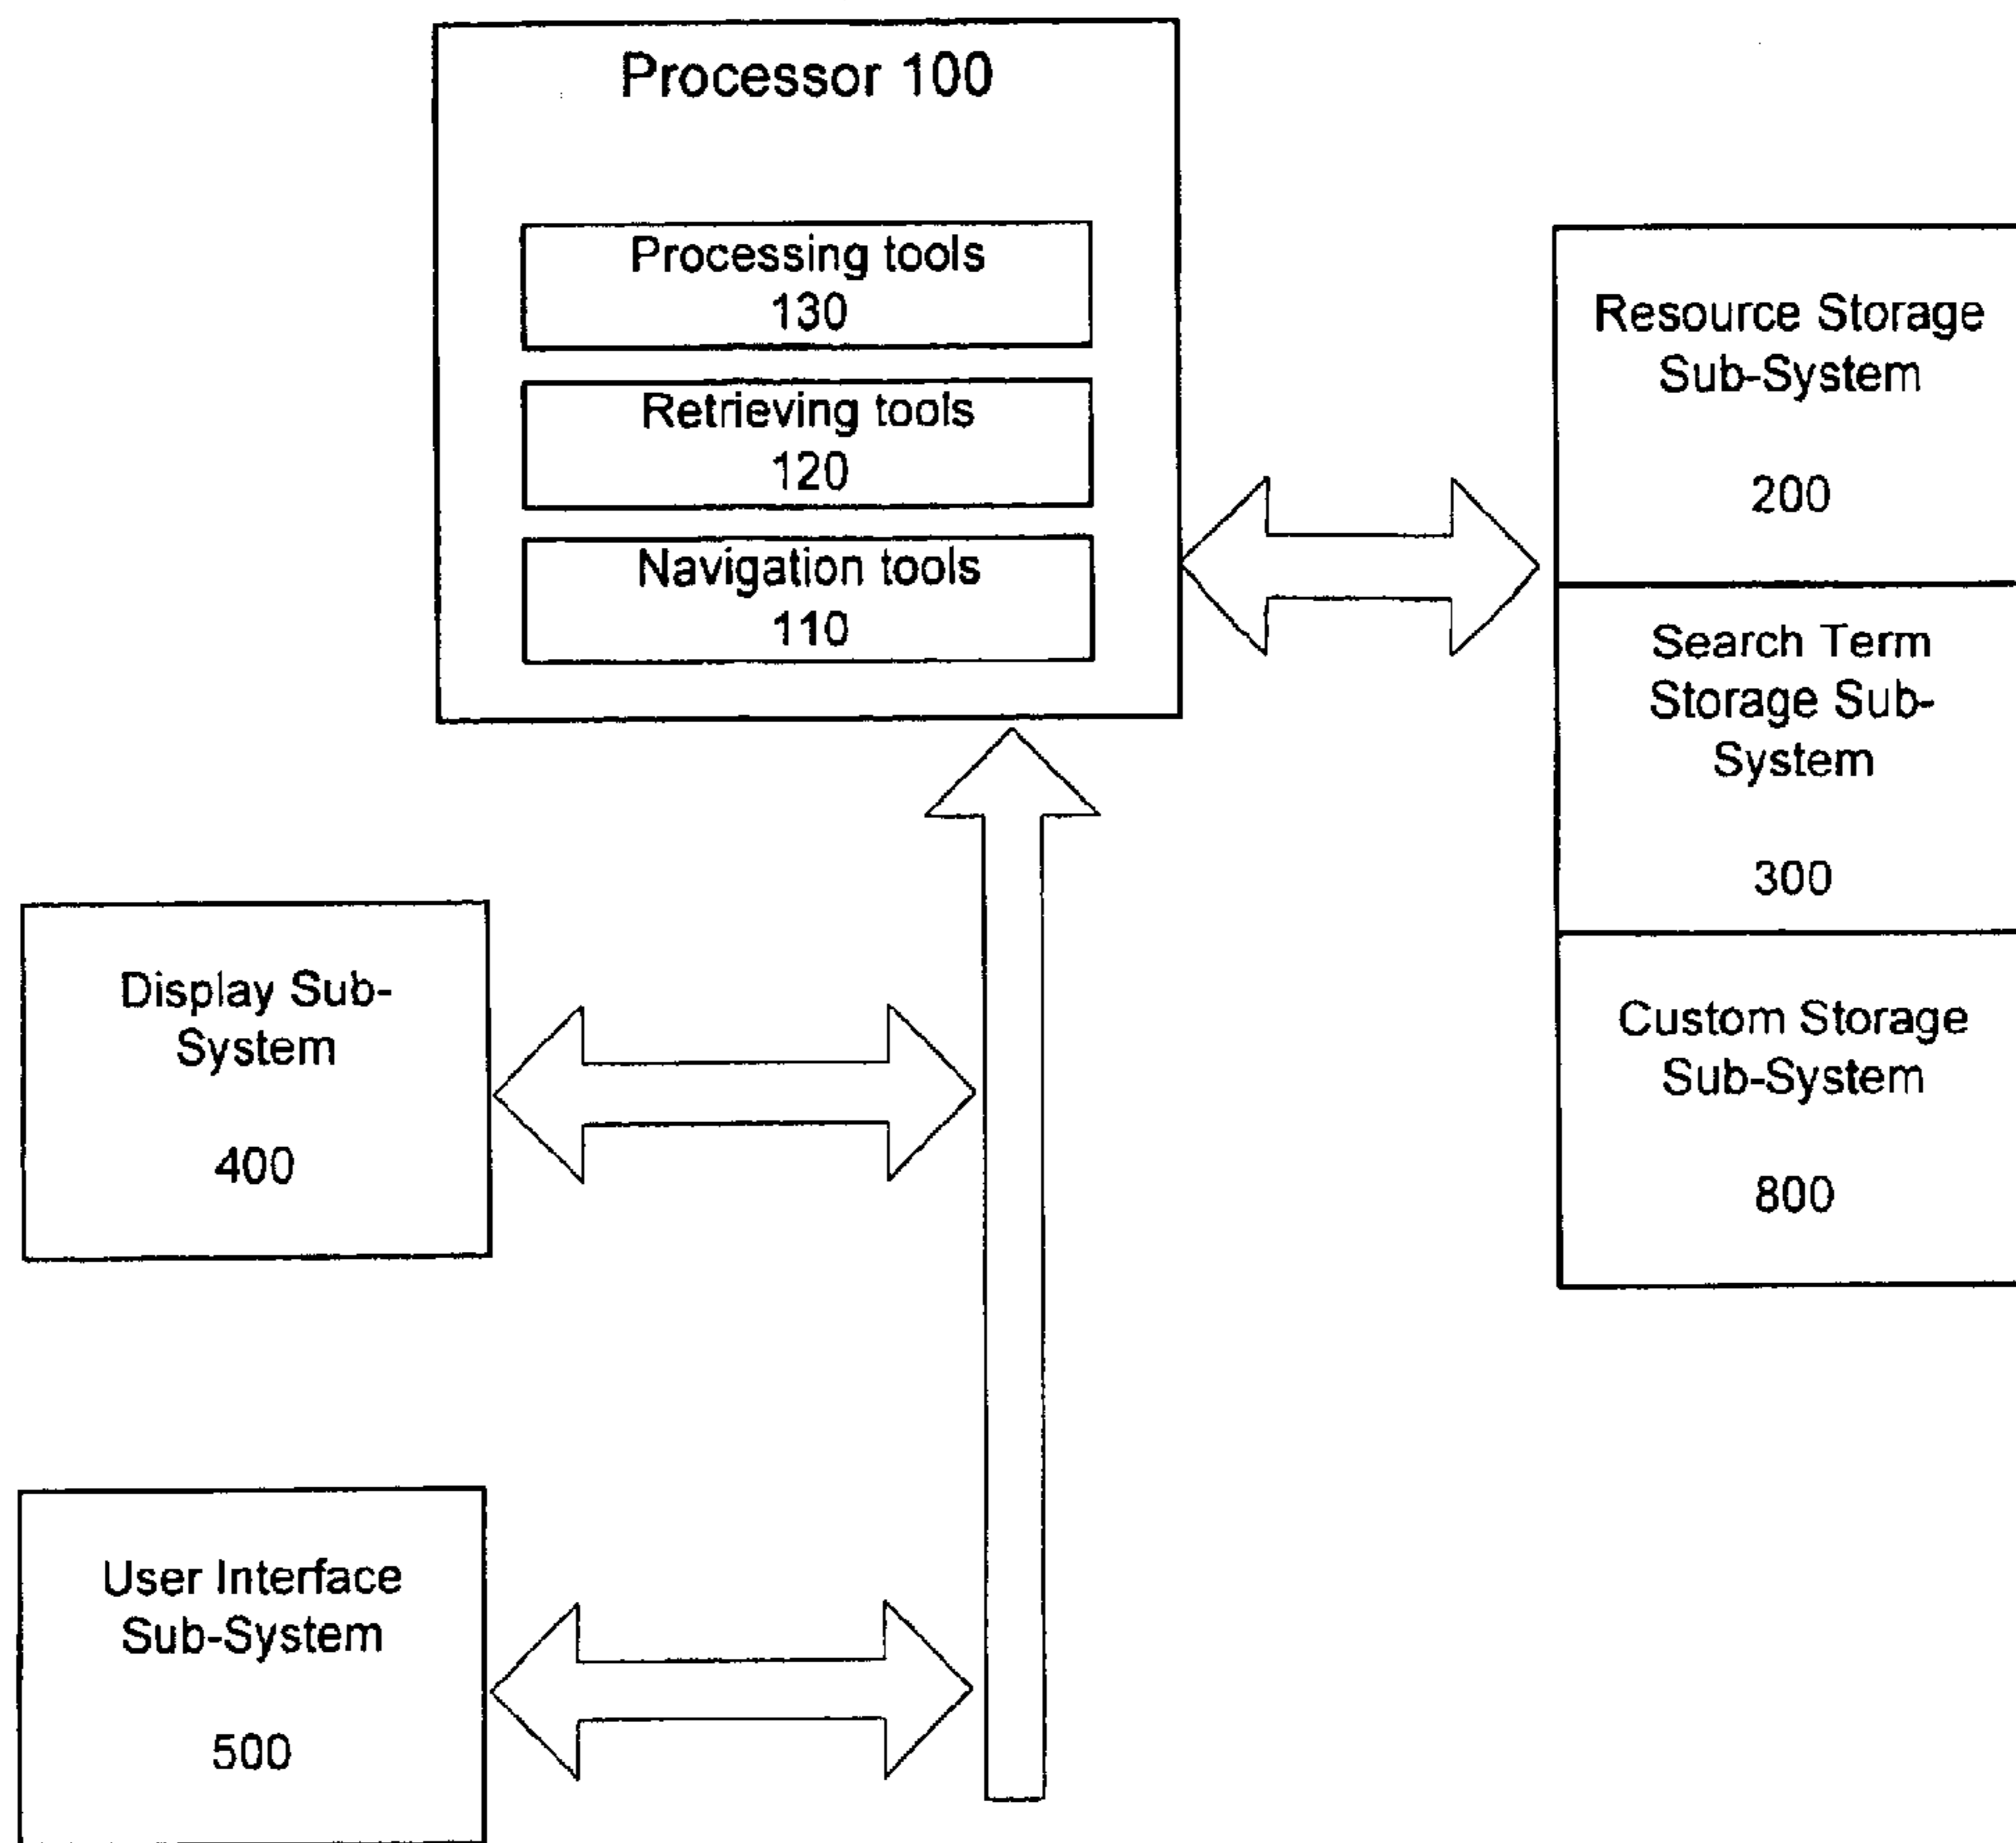 Processor 100
Processing tools
130
Retrieving tools
120
Navigation tools
110
Resource Storage
Sub-System
200
Search Term
Storage Sub-
System
300
Custom Storage
Sub-System
800
Display Sub-
System
400
User Interface
Sub-System
500